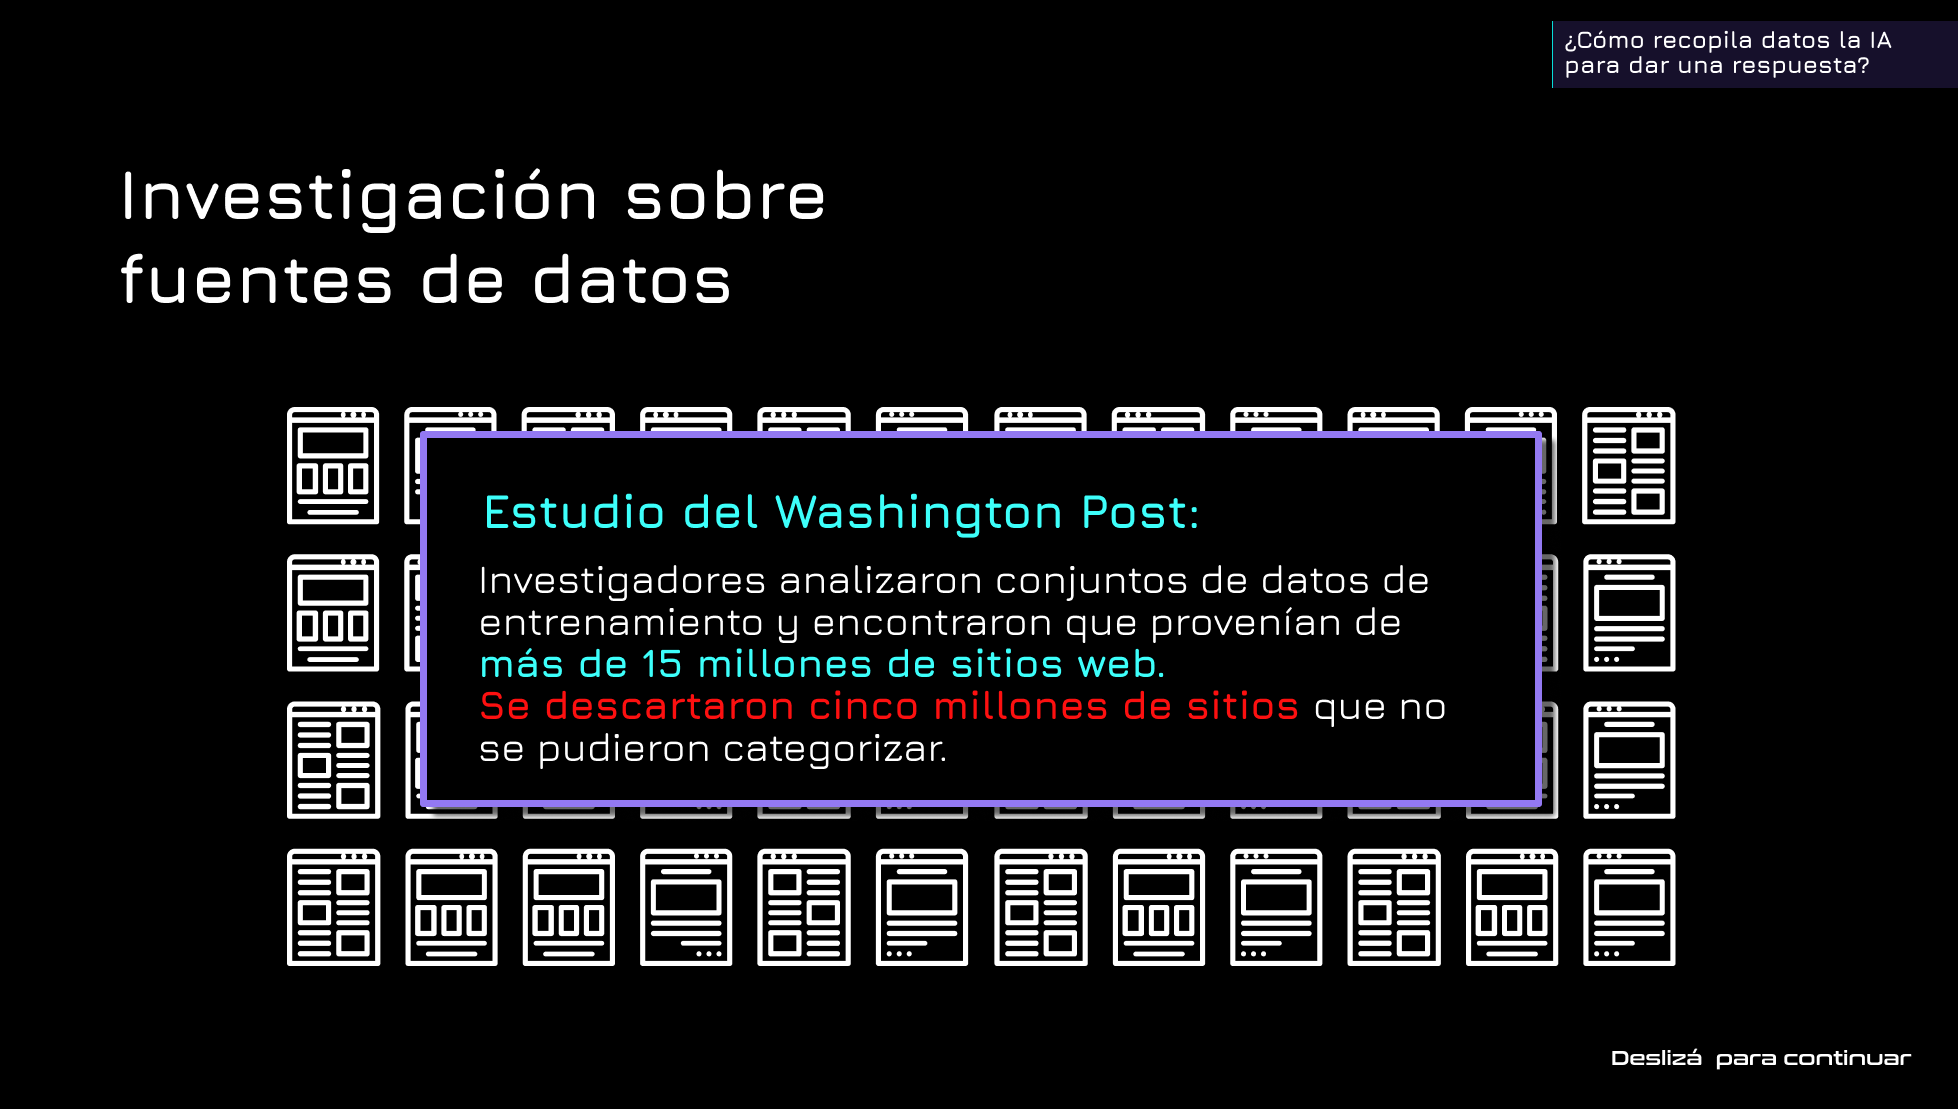 ¿Cómo recopila datos la IA
para dar una respuesta?
Investigación sobre
fuentes de datos
Estudio del Washington Post:
Investigadores analizaron conjuntos de datos de
entrenamiento y encontraron que provenían de
más de 15 millones de sitios web.
Se descartaron cinco millones de sitios que no
se pudieron categorizar.
Deslizá para continuar